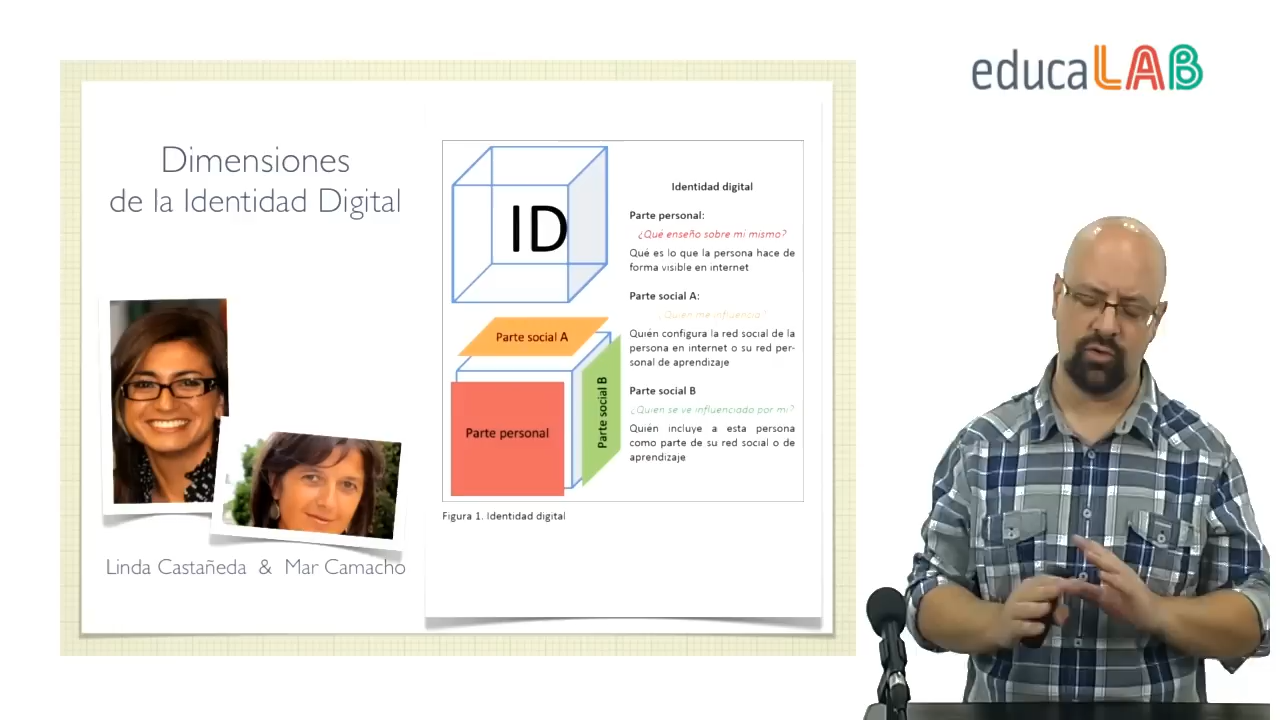 educaLAB
Dimensiones
de la Identidad Digital
Linda Castañeda & Mar Camacho
ID
Parte social A
Parte social B
Parte personal
Identidad digital
Parte personal:
¿Qué enseño sobre mi mismo?
Qué es lo que la persona hace de
forma visible en internet
Parte social A:
¿Quién me influencia?
Quién configura la red social de la
persona en internet o su red per-
sonal de aprendizaje
Parte social B
¿Quien se ve influenciado por mi?
Quién incluye a esta persona
como parte de su red social o de
aprendizaje
Figura 1. Identidad digital